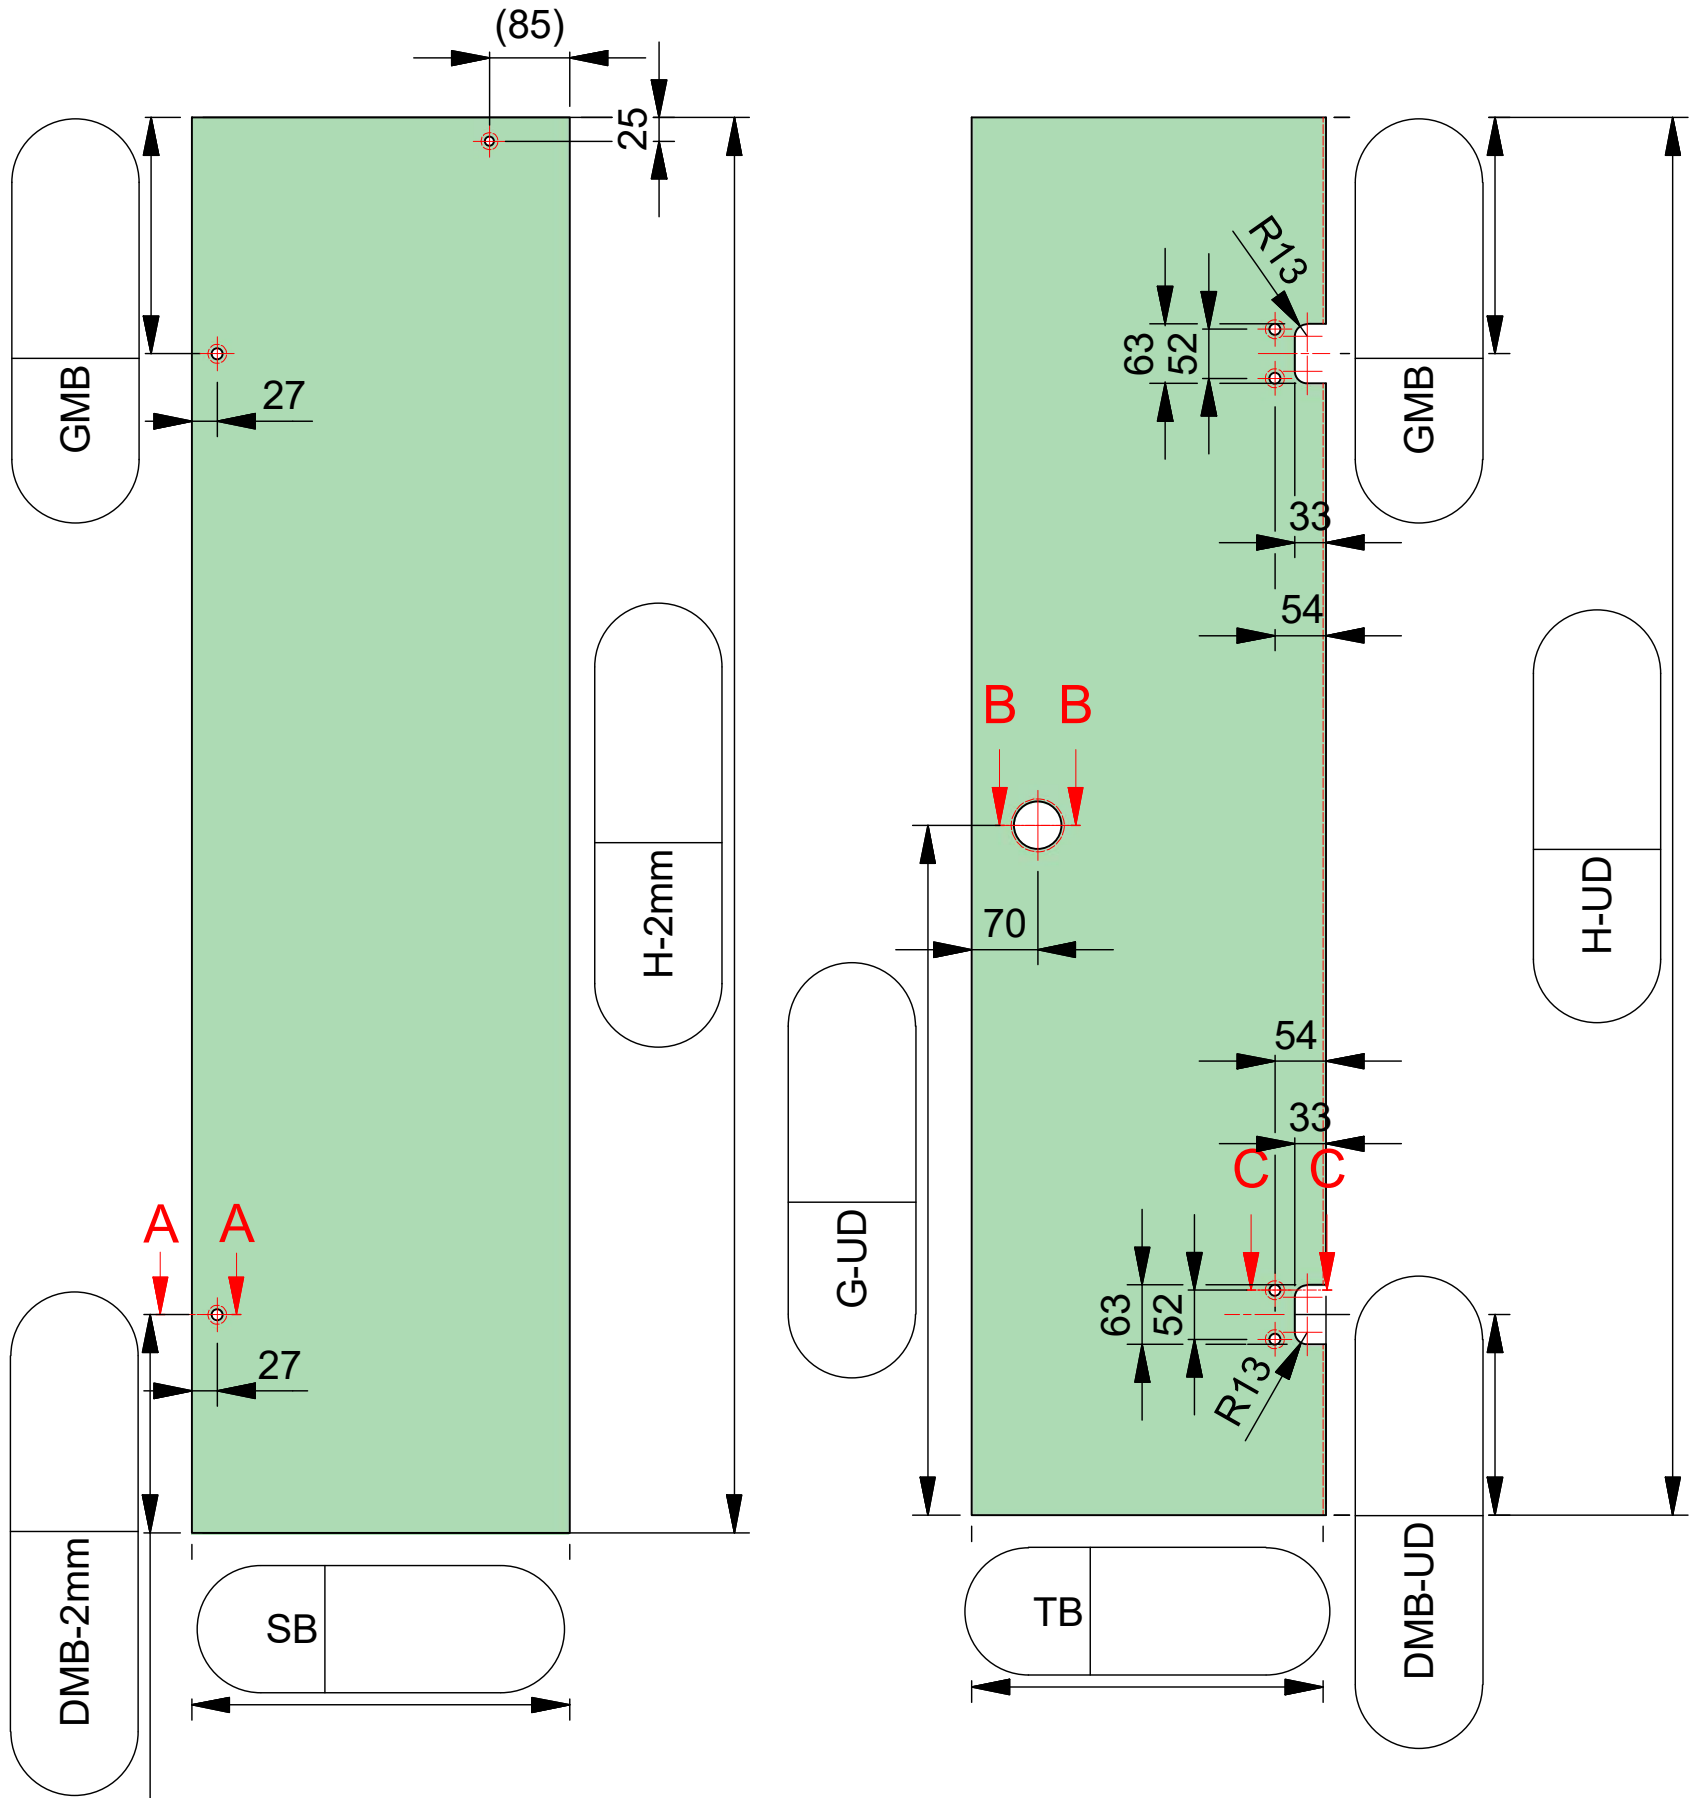 (85)
25
GMB
27
H-2mm
A A
27
DMB-2mm
SB
R13
63
52
GMB
33
54
B B
70
H-UD
G-UD
54
33
C C
63
52
R13
TB
DMB-UD